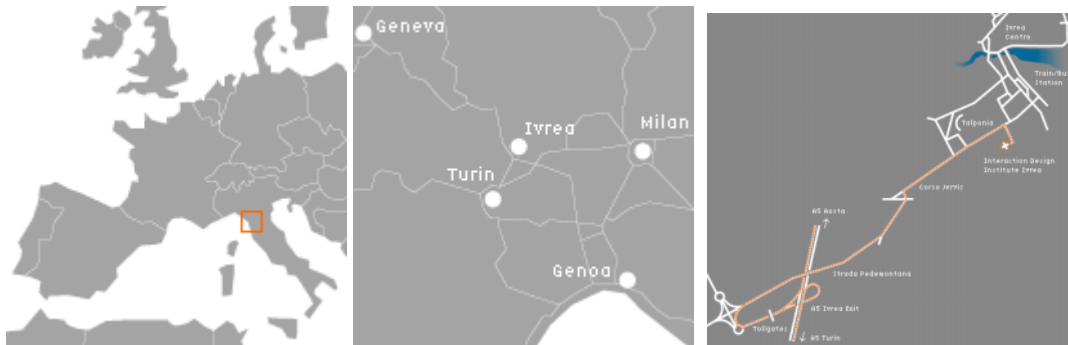 Geneva
Ivrea
Milan
Turin
Genoa
Ivrea
Centre
Train/Bu
Station
Talponia
Interaction Design
Institute Ivrea
Corso Jervis
A5 Aosta
Strada Pedemontana
A5 Ivrea Exit
Tollgates
A5 Turin